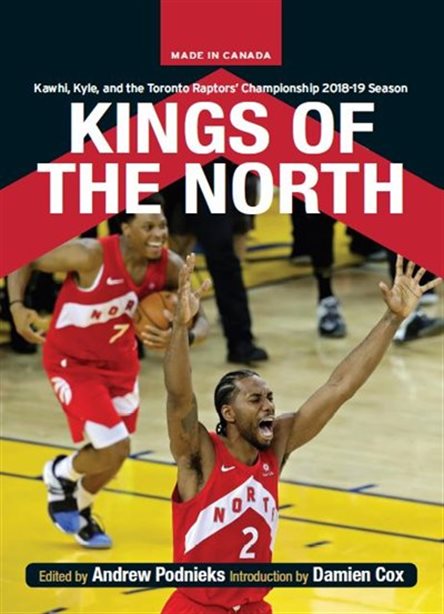 MADE IN CANADA
Kawhi, Kyle, and the Toronto Raptors' Championship 2018-19 Season
KINGS OF
THE NORTH
NORTH
7
NORTH
2
Edited by Andrew Podnieks Introduction by Damien Cox